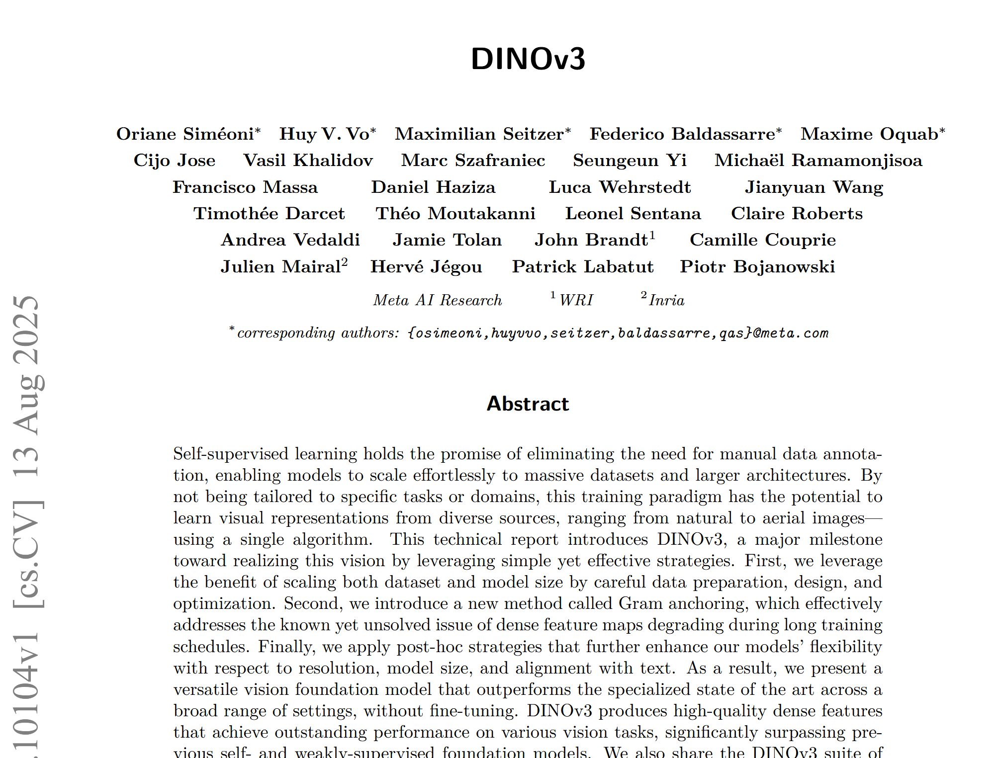 DINOv3
Oriane Siméoni* Huy V. Vo* Maximilian Seitzer* Federico Baldassarre* Maxime Oquab*
Cijo Jose Vasil Khalidov Marc Szafraniec Seungeun Yi Michaël Ramamonjisoa
Francisco Massa Daniel Haziza Luca Wehrstedt Jianyuan Wang
Timothée Darcet Théo Moutakanni Leonel Sentana Claire Roberts
Andrea Vedaldi Jamie Tolan John Brandt¹ Camille Couprie
Julien Mairal² Hervé Jégou Patrick Labatut Piotr Bojanowski
Meta AI Research ¹WRI ²Inria
*corresponding authors: {osimeoni,huyvvo,seitzer,baldassarre,qas}@meta.com
Abstract
Self-supervised learning holds the promise of eliminating the need for manual data annota-
tion, enabling models to scale effortlessly to massive datasets and larger architectures. By
not being tailored to specific tasks or domains, this training paradigm has the potential to
learn visual representations from diverse sources, ranging from natural to aerial images—
using a single algorithm. This technical report introduces DINOv3, a major milestone
toward realizing this vision by leveraging simple yet effective strategies. First, we leverage
the benefit of scaling both dataset and model size by careful data preparation, design, and
optimization. Second, we introduce a new method called Gram anchoring, which effectively
addresses the known yet unsolved issue of dense feature maps degrading during long training
schedules. Finally, we apply post-hoc strategies that further enhance our models' flexibility
with respect to resolution, model size, and alignment with text. As a result, we present a
versatile vision foundation model that outperforms the specialized state of the art across a
broad range of settings, without fine-tuning. DINOv3 produces high-quality dense features
that achieve outstanding performance on various vision tasks, significantly surpassing pre-
vious self- and weakly-supervised foundation models. We also share the DINOv3 suite of
.10104v1 [cs.CV] 13 Aug 2025